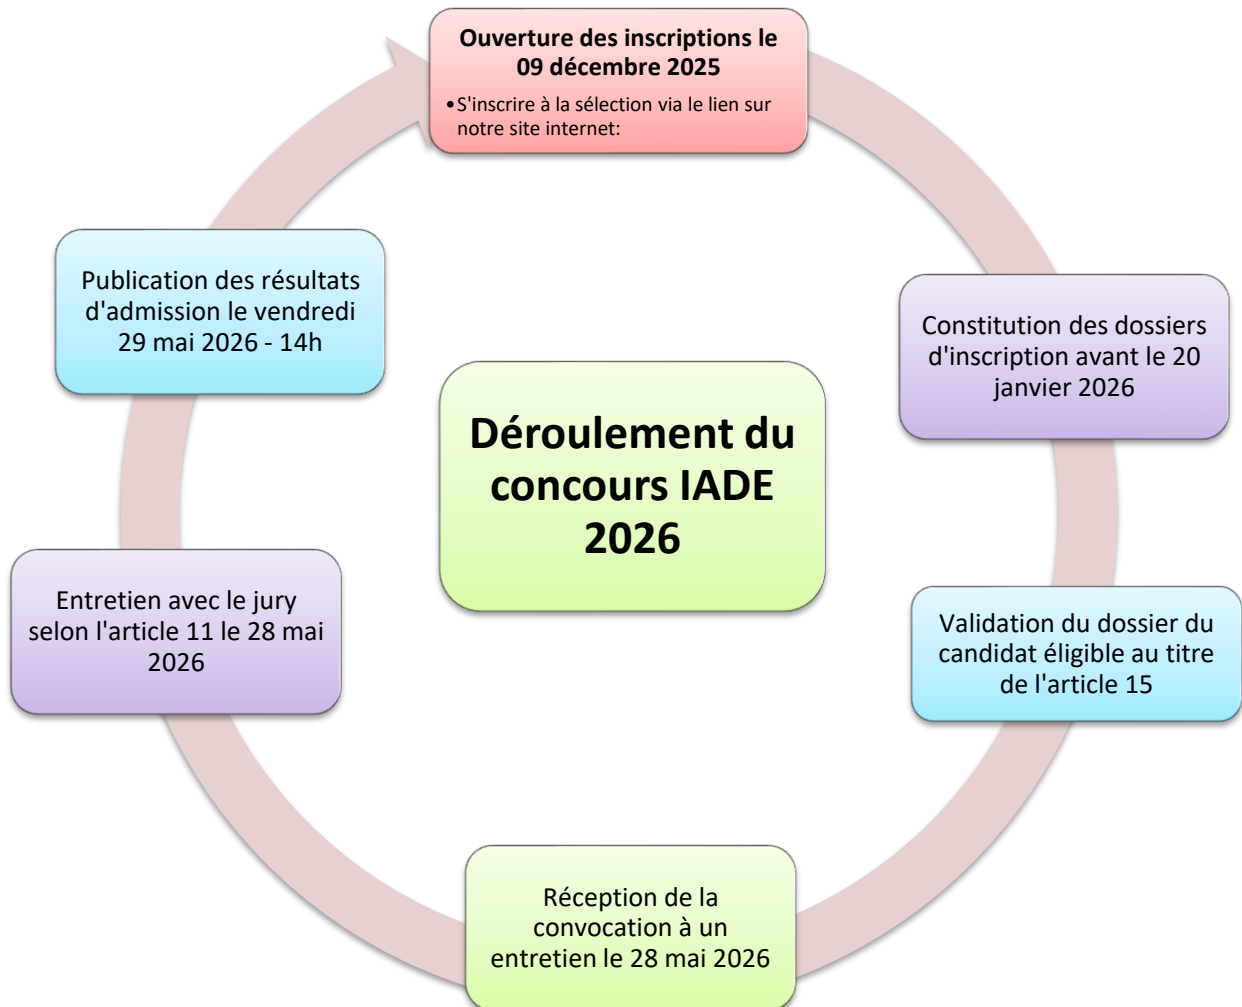 Ouverture des inscriptions le
09 décembre 2025
•S'inscrire à la sélection via le lien sur
notre site internet:
Constitution des dossiers
d'inscription avant le 20
janvier 2026
Validation du dossier du
candidat éligible au titre
de l'article 15
Réception de la
convocation à un
entretien le 28 mai 2026
Entretien avec le jury
selon l'article 11 le 28 mai
2026
Publication des résultats
d'admission le vendredi
29 mai 2026 - 14h
Déroulement du
concours IADE
2026